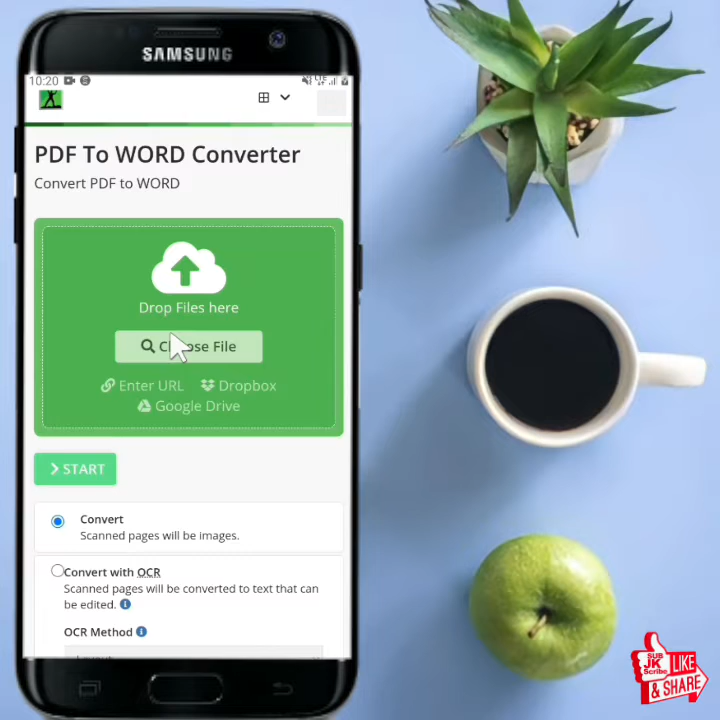 SAMSUNG
10:20
LTE
PDF To WORD Converter
Convert PDF to WORD
Drop Files here
Choose File
Enter URL
Dropbox
Google Drive
START
Convert
Scanned pages will be images.
Convert with OCR
Scanned pages will be converted to text that can
be edited.
OCR Method
SUB
JK
Scribe
LIKE
& SHARE